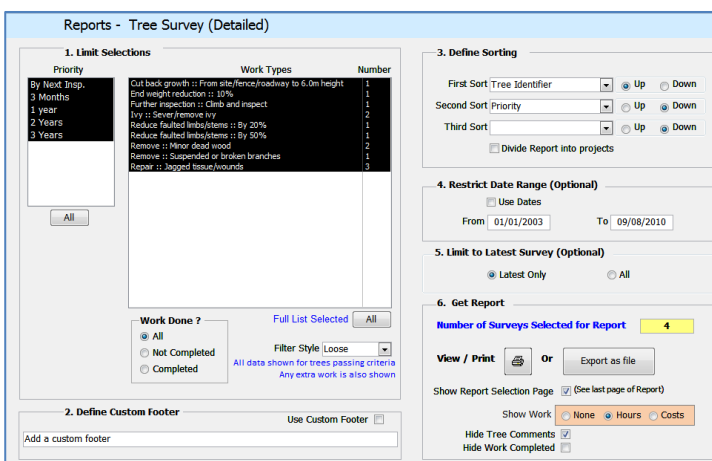 Reports - Tree Survey (Detailed)
1. Limit Selections
Priority
Work Types
Number
By Next Insp.
3 Months
1 year
2 Years
3 Years
All
Cut back growth :: From site/fence/roadway to 6.0m height 1
End weight reduction :: 10% 1
Further inspection :: Climb and inspect 1
Ivy :: Sever/remove ivy 2
Reduce faulted limbs/stems :: By 20% 1
Reduce faulted limbs/stems :: By 50% 1
Remove :: Minor dead wood 2
Remove :: Suspended or broken branches 1
Repair :: Jagged tissue/wounds 3
Work Done ?
All
Not Completed
Completed
Full List Selected All
Filter Style Loose
All data shown for trees passing criteria
Any extra work is also shown
2. Define Custom Footer
Use Custom Footer
Add a custom footer
3. Define Sorting
First Sort Tree Identifier Up Down
Second Sort Priority Up Down
Third Sort Up Down
Divide Report into projects
4. Restrict Date Range (Optional)
Use Dates
From 01/01/2003 To 09/08/2010
5. Limit to Latest Survey (Optional)
Latest Only All
6. Get Report
Number of Surveys Selected for Report 4
View / Print Or Export as file
Show Report Selection Page (See last page of Report)
Show Work None Hours Costs
Hide Tree Comments
Hide Work Completed